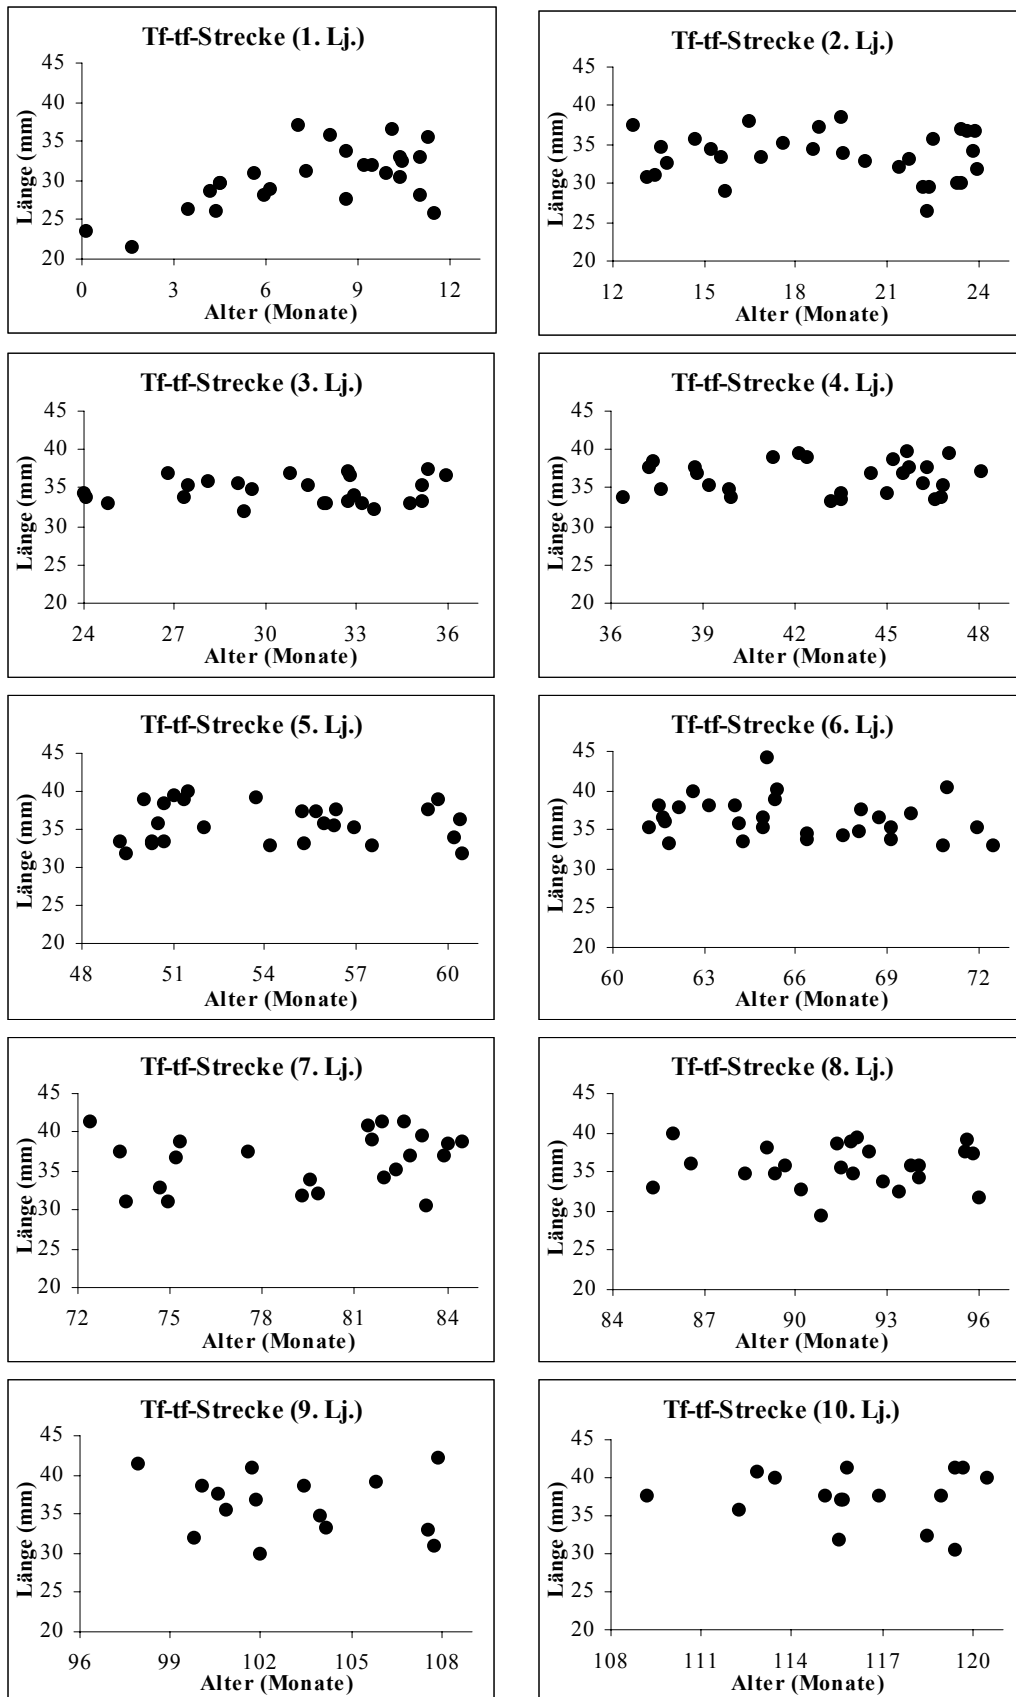 Tf-tf-Strecke (1. Lj.)
Länge (mm)
45
40
35
30
25
20
0 3 6 9 12
Alter (Monate)
Tf-tf-Strecke (2. Lj.)
Länge (mm)
45
40
35
30
25
20
12 15 18 21 24
Alter (Monate)
Tf-tf-Strecke (3. Lj.)
Länge (mm)
45
40
35
30
25
20
24 27 30 33 36
Alter (Monate)
Tf-tf-Strecke (4. Lj.)
Länge (mm)
45
40
35
30
25
20
36 39 42 45 48
Alter (Monate)
Tf-tf-Strecke (5. Lj.)
Länge (mm)
45
40
35
30
25
20
48 51 54 57 60
Alter (Monate)
Tf-tf-Strecke (6. Lj.)
Länge (mm)
45
40
35
30
25
20
60 63 66 69 72
Alter (Monate)
Tf-tf-Strecke (7. Lj.)
Länge (mm)
45
40
35
30
25
20
72 75 78 81 84
Alter (Monate)
Tf-tf-Strecke (8. Lj.)
Länge (mm)
45
40
35
30
25
20
84 87 90 93 96
Alter (Monate)
Tf-tf-Strecke (9. Lj.)
Länge (mm)
45
40
35
30
25
20
96 99 102 105 108
Alter (Monate)
Tf-tf-Strecke (10. Lj.)
Länge (mm)
45
40
35
30
25
20
108 111 114 117 120
Alter (Monate)